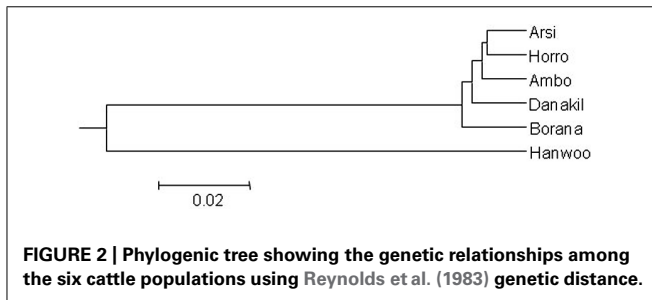 Arsi
Horro
Ambo
Danakil
Borana
Hanwoo
0.02
FIGURE 2 | Phylogenic tree showing the genetic relationships among
the six cattle populations using Reynolds et al. (1983) genetic distance.